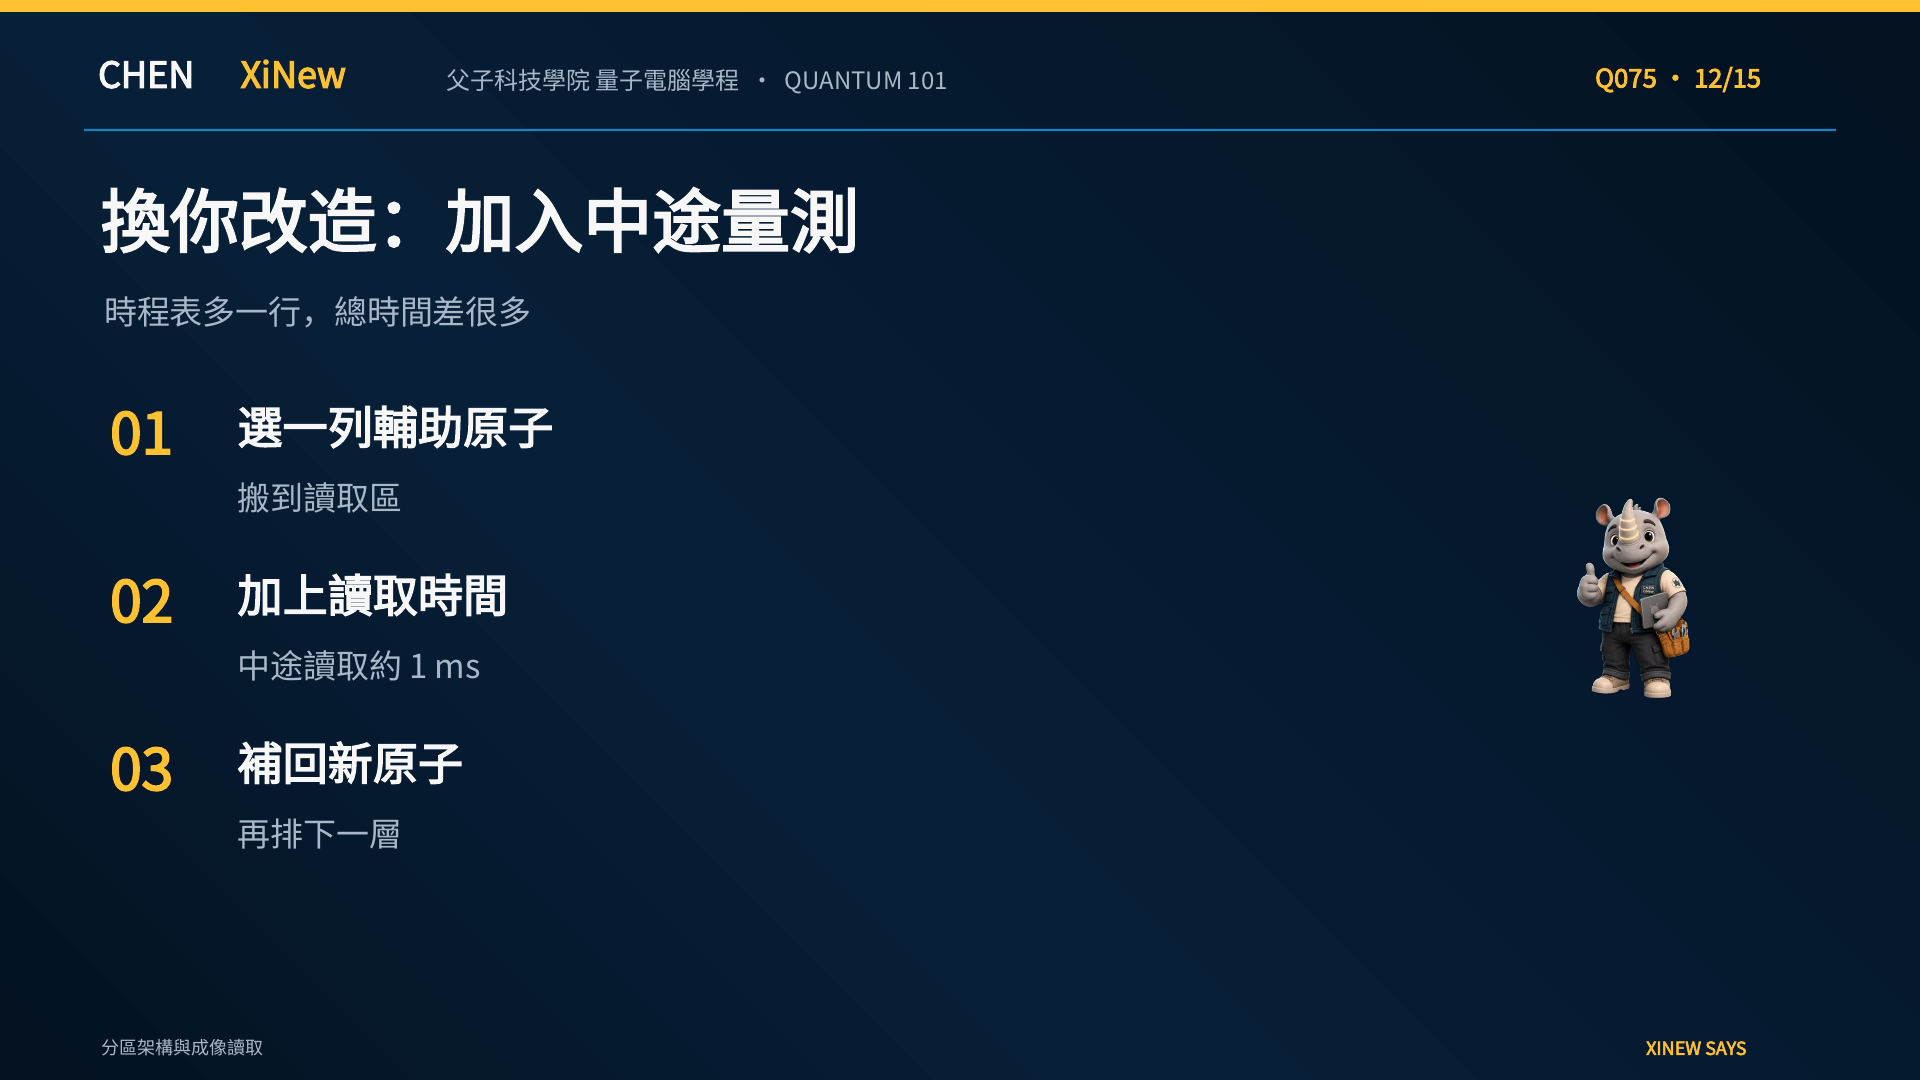 CHEN XiNew 父子科技學院 量子電腦學程 • QUANTUM 101 Q075 • 12/15
換你改造：加入中途量測
時程表多一行，總時間差很多
01 選一列輔助原子
搬到讀取區
02 加上讀取時間
中途讀取約 1 ms
03 補回新原子
再排下一層
分區架構與成像讀取 XINEW SAYS